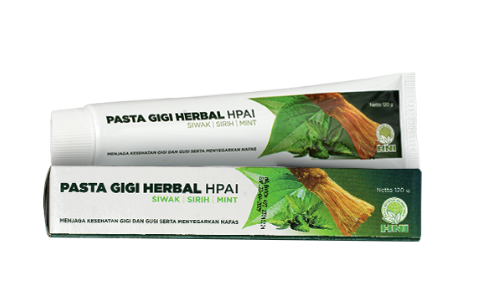 PASTA GIGI HERBAL HPAI
SIWAK | SIRIH | MINT
Netto 120 g
MENJAGA KESEHATAN GIGI DAN GUSI SERTA MENYEGARKAN NAFAS
HNI
PASTA GIGI HERBAL HPAI
SIWAK | SIRIH | MINT
Netto 120 g
MENJAGA KESEHATAN GIGI DAN GUSI SERTA MENYEGARKAN NAFAS
HNI